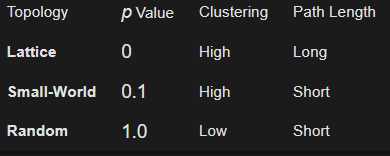 Topology p Value Clustering Path Length
Lattice 0 High Long
Small-World 0.1 High Short
Random 1.0 Low Short